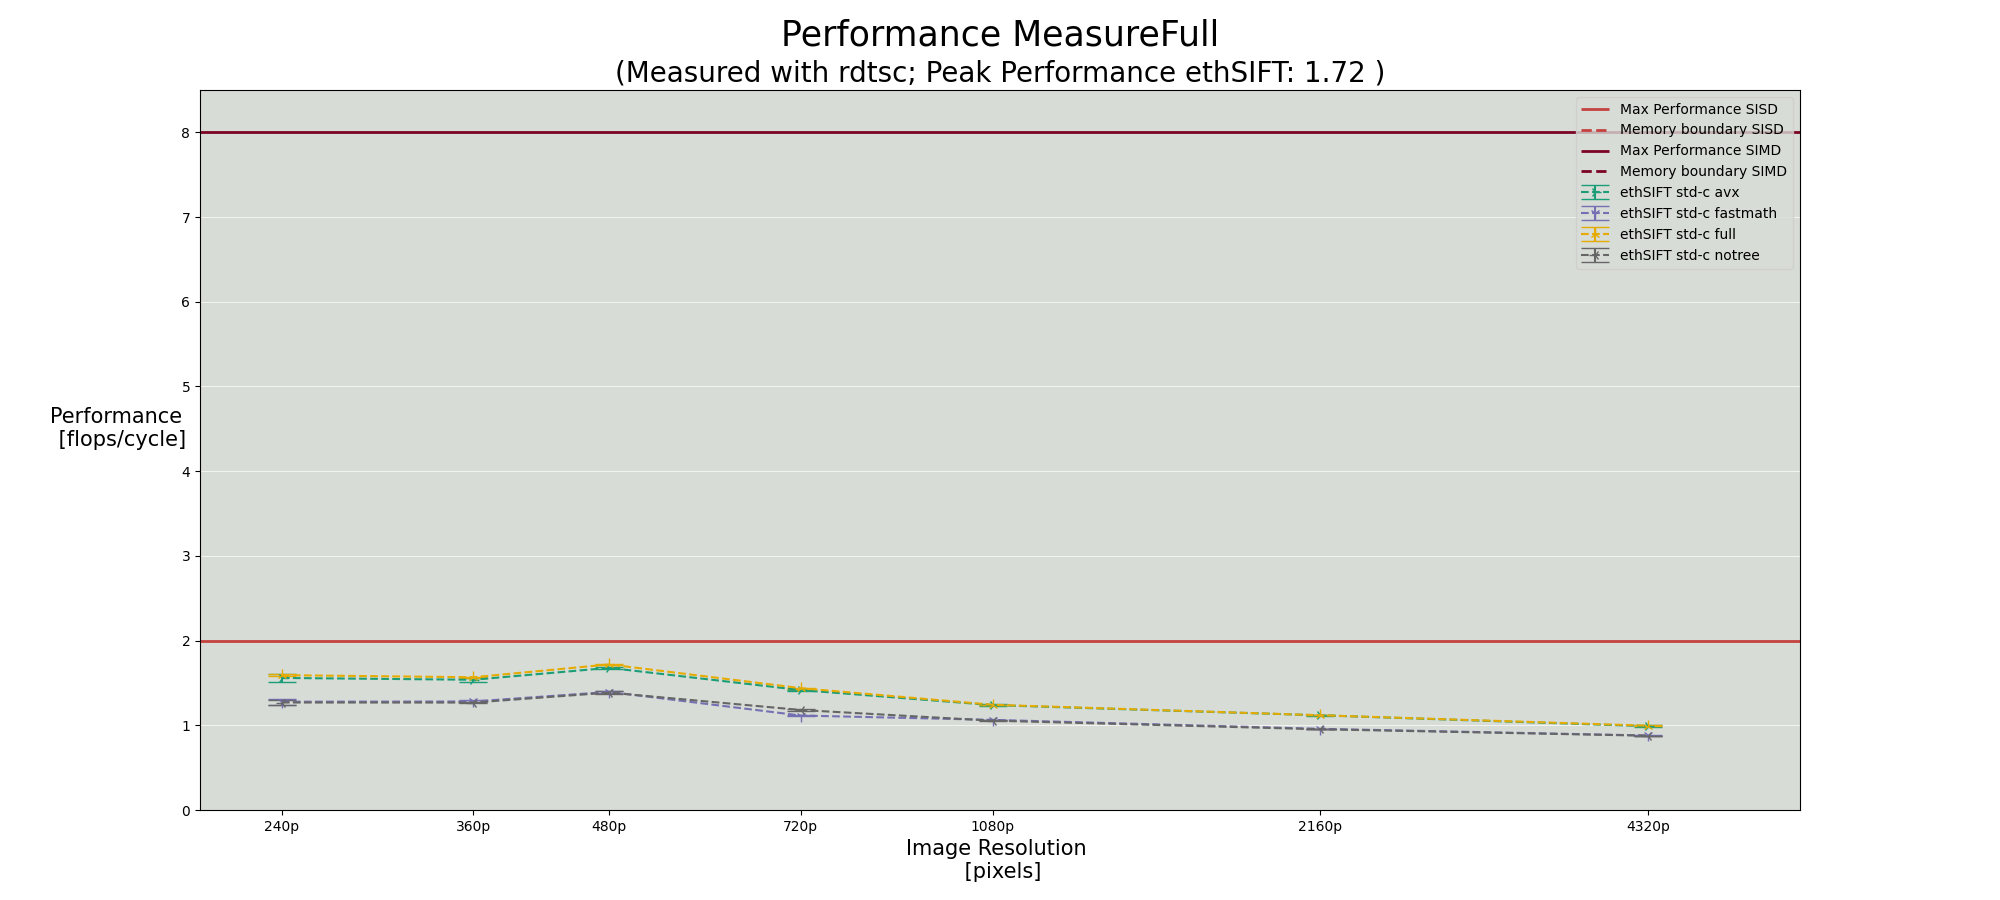 Performance MeasureFull
(Measured with rdtsc; Peak Performance ethSIFT: 1.72 )
Max Performance SISD
Memory boundary SISD
Max Performance SIMD
Memory boundary SIMD
ethSIFT std-c avx
ethSIFT std-c fastmath
ethSIFT std-c full
ethSIFT std-c notree
8
7
6
5
4
3
2
1
0
Performance
[flops/cycle]
240p 360p 480p 720p 1080p 2160p 4320p
Image Resolution
[pixels]